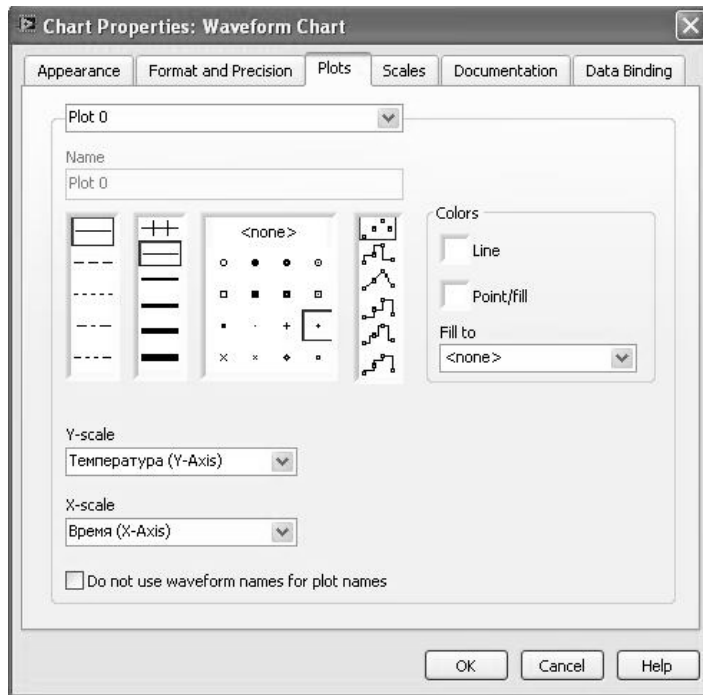 Chart Properties: Waveform Chart
Appearance Format and Precision Plots Scales Documentation Data Binding
Plot 0
Name
Plot 0
<none>
Colors
Line
Point/fill
Fill to
<none>
Y-scale
Температура (Y-Axis)
X-scale
Время (X-Axis)
Do not use waveform names for plot names
OK Cancel Help